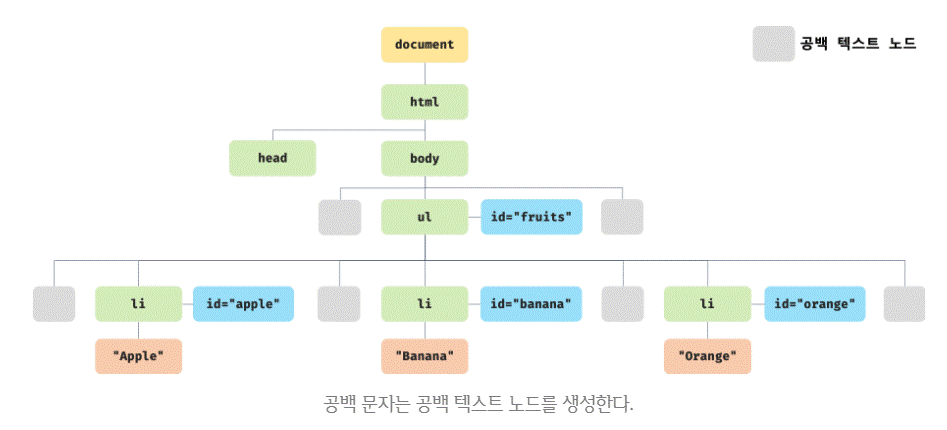 document
공백 텍스트 노드
html
head
body
ul
id="fruits"
li
id="apple"
li
id="banana"
li
id="orange"
"Apple"
"Banana"
"Orange"
공백 문자는 공백 텍스트 노드를 생성한다.